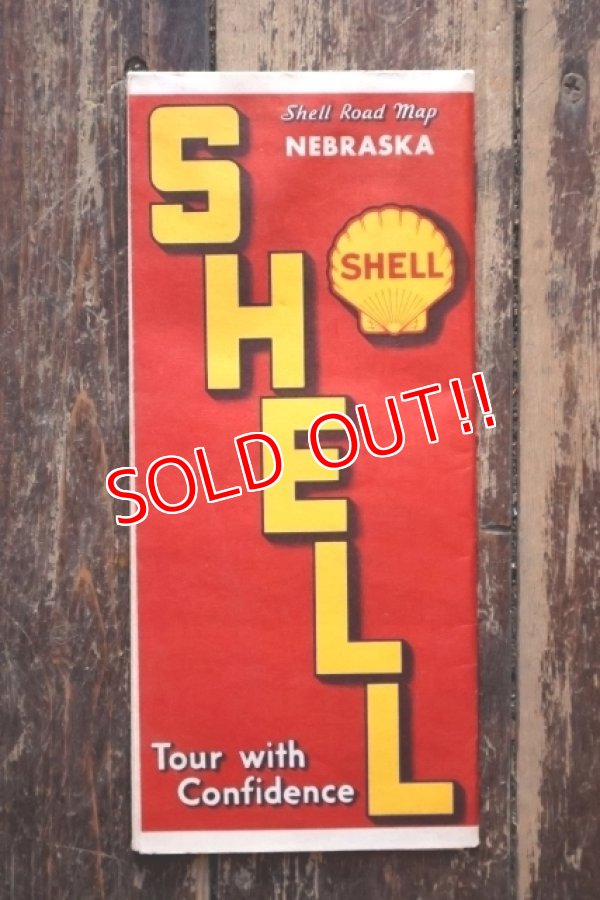 Shell Road Map
NEBRASKA
SHELL
SHELL
SOLD OUT!!
Tour with
Confidence